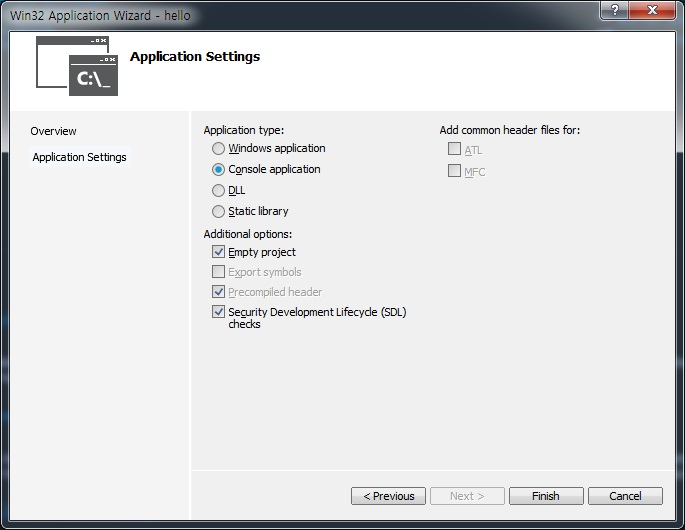 Win32 Application Wizard - hello
C:\_
Application Settings
Overview
Application Settings
Application type:
Windows application
Console application
DLL
Static library
Additional options:
Empty project
Export symbols
Precompiled header
Security Development Lifecycle (SDL)
checks
Add common header files for:
ATL
MFC
< Previous
Next >
Finish
Cancel